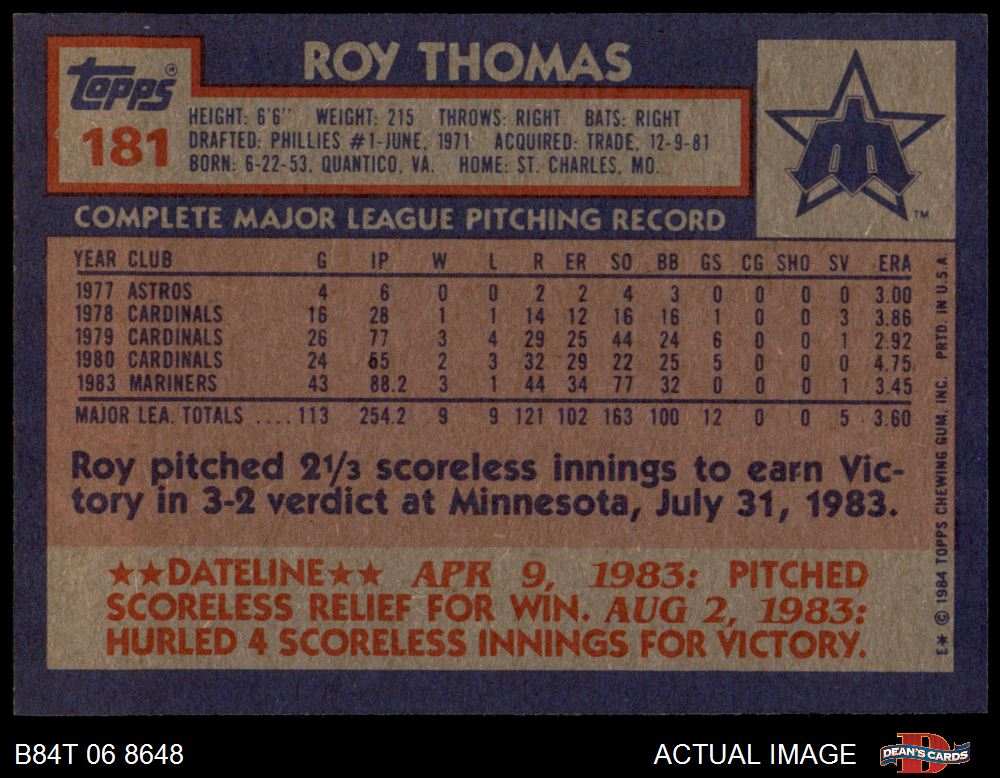 ROY THOMAS
Topps®
181
HEIGHT: 6'6" WEIGHT: 215 THROWS: RIGHT BATS: RIGHT
DRAFTED: PHILLIES #1-JUNE, 1971 ACQUIRED: TRADE, 12-9-81
BORN: 6-22-53, QUANTICO, VA. HOME: ST. CHARLES, MO.
M
TM
COMPLETE MAJOR LEAGUE PITCHING RECORD
YEAR CLUB G IP W L R ER SO BB GS CG SHO SV ERA
1977 ASTROS 4 6 0 0 2 2 4 3 0 0 0 0 3.00
1978 CARDINALS 16 28 1 1 14 12 16 16 1 0 0 3 3.86
1979 CARDINALS 26 77 3 4 29 25 44 24 6 0 0 1 2.92
1980 CARDINALS 24 65 2 3 32 29 22 25 5 0 0 0 4.75
1983 MARINERS 43 88.2 3 1 44 34 77 32 0 0 0 1 3.45
MAJOR LEA. TOTALS .... 113 254.2 9 9 121 102 163 100 12 0 0 5 3.60
Roy pitched 2⅓ scoreless innings to earn Vic-
tory in 3-2 verdict at Minnesota, July 31, 1983.
★★DATELINE★★ APR 9, 1983: PITCHED
SCORELESS RELIEF FOR WIN. AUG 2, 1983:
HURLED 4 SCORELESS INNINGS FOR VICTORY.
E* © 1984 TOPPS CHEWING GUM, INC. PRTD. IN U.S.A.
B84T 06 8648
ACTUAL IMAGE
D
DEAN'S CARDS